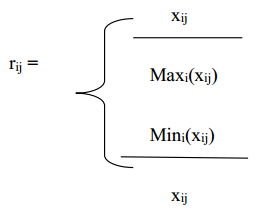 x_ij
r_ij =
Max_i(x_ij)
Min_i(x_ij)
x_ij